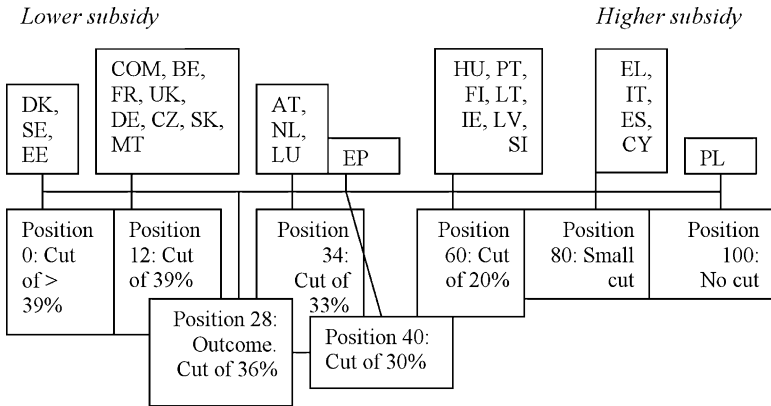 Lower subsidy
Higher subsidy
DK,
SE,
EE
COM, BE,
FR, UK,
DE, CZ, SK,
MT
AT,
NL,
LU
EP
HU, PT,
FI, LT,
IE, LV,
SI
EL,
IT,
ES,
CY
PL
Position
0: Cut
of >
39%
Position
12: Cut
of 39%
Position
34:
Cut of
33%
Position
60: Cut
of 20%
Position
80: Small
cut
Position
100:
No cut
Position 28:
Outcome.
Cut of 36%
Position 40:
Cut of 30%